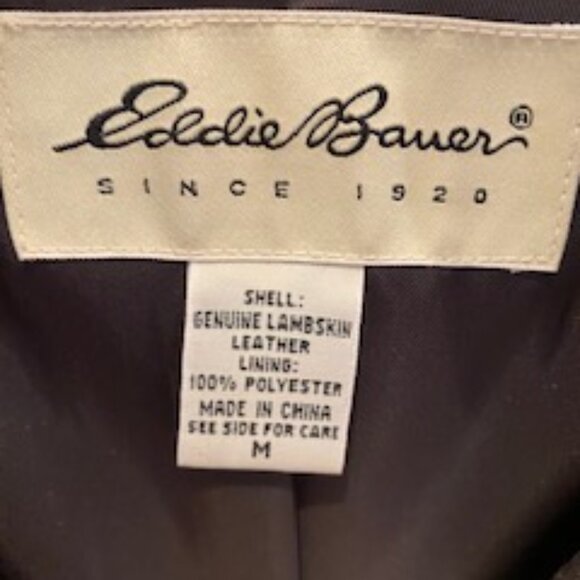 Eddie Bauer®
SINCE 1920
SHELL:
GENUINE LAMBSKIN
LEATHER
LINING:
100% POLYESTER
MADE IN CHINA
SEE SIDE FOR CARE
M